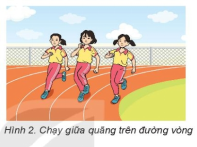 Hình 2. Chạy giữa quãng trên đường vòng